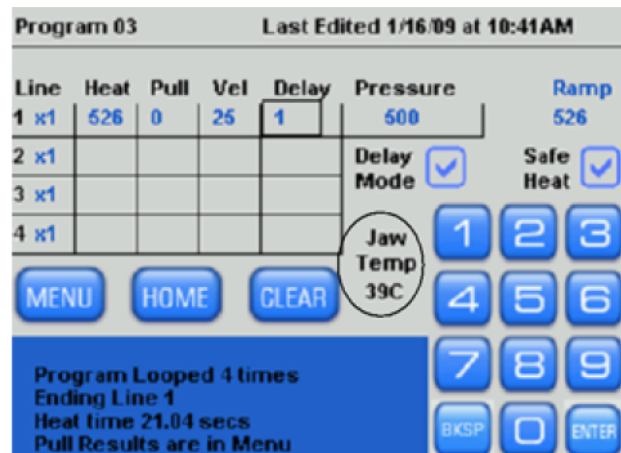 Program 03 Last Edited 1/16/09 at 10:41AM
Line Heat Pull Vel Delay Pressure Ramp
1 x1 526 0 25 1 500 526
2 x1
Delay Mode Safe Heat
3 x1
4 x1
Jaw Temp 39C
1 2 3
MENU HOME CLEAR
4 5 6
7 8 9
BKSP 0 ENTER
Program Looped 4 times
Ending Line 1
Heat time 21.04 secs
Pull Results are in Menu